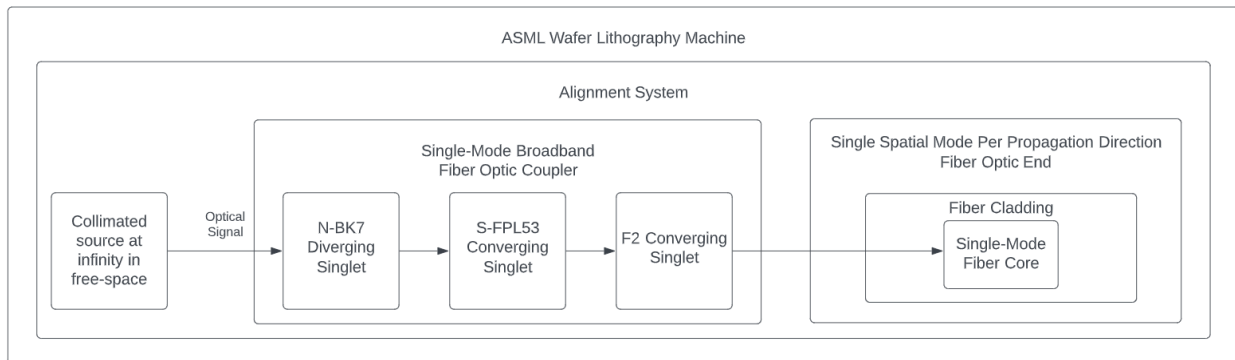 ASML Wafer Lithography Machine
Alignment System
Single-Mode Broadband
Fiber Optic Coupler
Single Spatial Mode Per Propagation Direction
Fiber Optic End
Collimated
source at
infinity in
free-space
Optical
Signal
N-BK7
Diverging
Singlet
S-FPL53
Converging
Singlet
F2 Converging
Singlet
Fiber Cladding
Single-Mode
Fiber Core